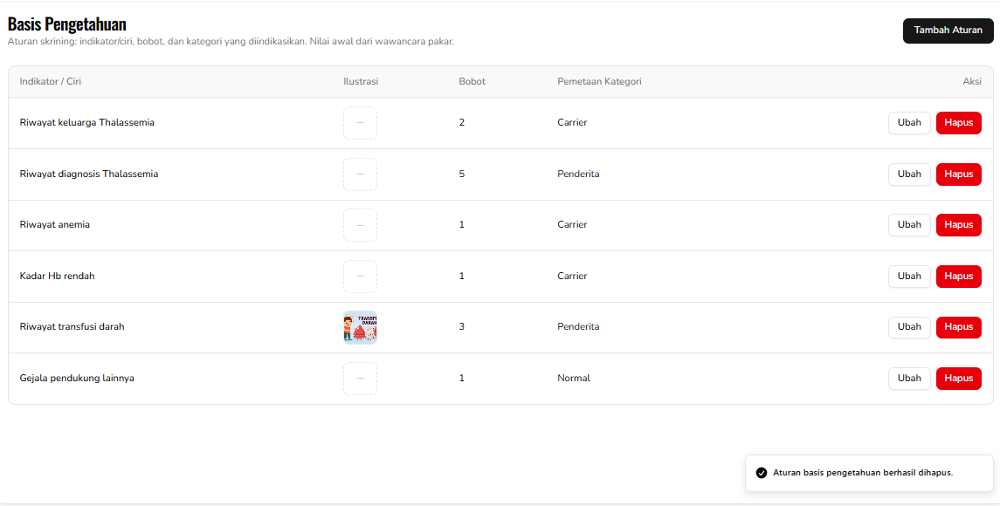 Basis Pengetahuan
Aturan skrining: indikator/ciri, bobot, dan kategori yang diindikasikan. Nilai awal dari wawancara pakar.
Tambah Aturan
Indikator / Ciri Ilustrasi Bobot Pemetaan Kategori Aksi
Riwayat keluarga Thalassemia — 2 Carrier Ubah Hapus
Riwayat diagnosis Thalassemia — 5 Penderita Ubah Hapus
Riwayat anemia — 1 Carrier Ubah Hapus
Kadar Hb rendah — 1 Carrier Ubah Hapus
Riwayat transfusi darah TRANSF DARAH 3 Penderita Ubah Hapus
Gejala pendukung lainnya — 1 Normal Ubah Hapus
Aturan basis pengetahuan berhasil dihapus.